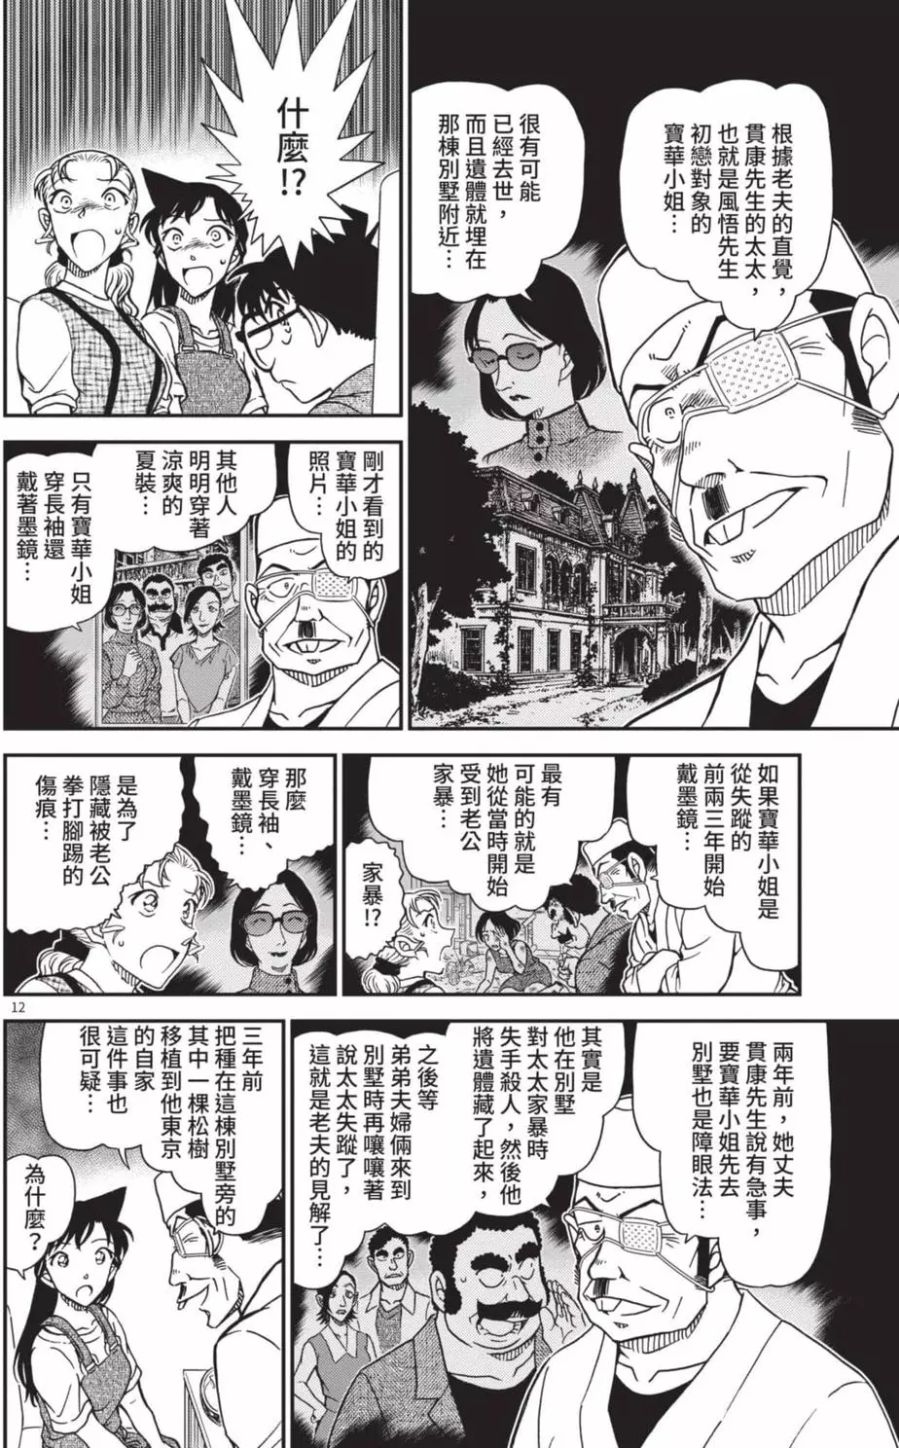 根據老夫的直覺，
貫康先生的太太，
也就是風悟先生
初戀對象的
寶華小姐…
很有可能
已經去世，
而且遺體就埋在
那棟別墅附近…
什麼!?
剛才看到的
寶華小姐的
照片…
其他人
明明穿著
涼爽的
夏裝…
只有寶華小姐
穿長袖還
戴著墨鏡…
如果寶華小姐是
從失蹤的
前兩三年開始
戴墨鏡…
最有
可能的就是
她從當時開始
受到老公
家暴…
家暴!?
那麼
穿長袖、
戴墨鏡…
是為了
隱藏被老公
拳打腳踢的
傷痕…
12
兩年前，她丈夫
貫康先生說有急事，
要寶華小姐先去
別墅也是障眼法…
其實是
他在別墅
對太太家暴時
失手殺人，然後他
將遺體藏了起來，
之後等
弟弟夫婦倆來到
別墅時再嚷嚷著
說太太失蹤了，
這就是老夫的見解了…
三年前
把種在這棟別墅旁的
其中一棵松樹
移植到他東京
的自家
這件事也
很可疑…
為什麼？